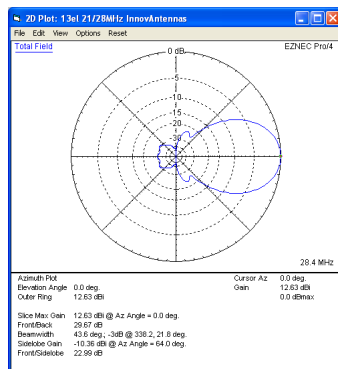 2D Plot: 13el 21/28MHz InnovAntennas
File Edit View Options Reset
Total Field
EZNEC Pro/4
0 dB
-5
-10
-15
-20
-30
28.4 MHz
Azimuth Plot
Elevation Angle 0.0 deg.
Outer Ring 12.63 dBi
Cursor Az 0.0 deg.
Gain 12.63 dBi
0.0 dBmax
Slice Max Gain 12.63 dBi @ Az Angle = 0.0 deg.
Front/Back 29.67 dB
Beamwidth 43.6 deg.; -3dB @ 338.2, 21.8 deg.
Sidelobe Gain -10.36 dBi @ Az Angle = 64.0 deg.
Front/Sidelobe 22.99 dB